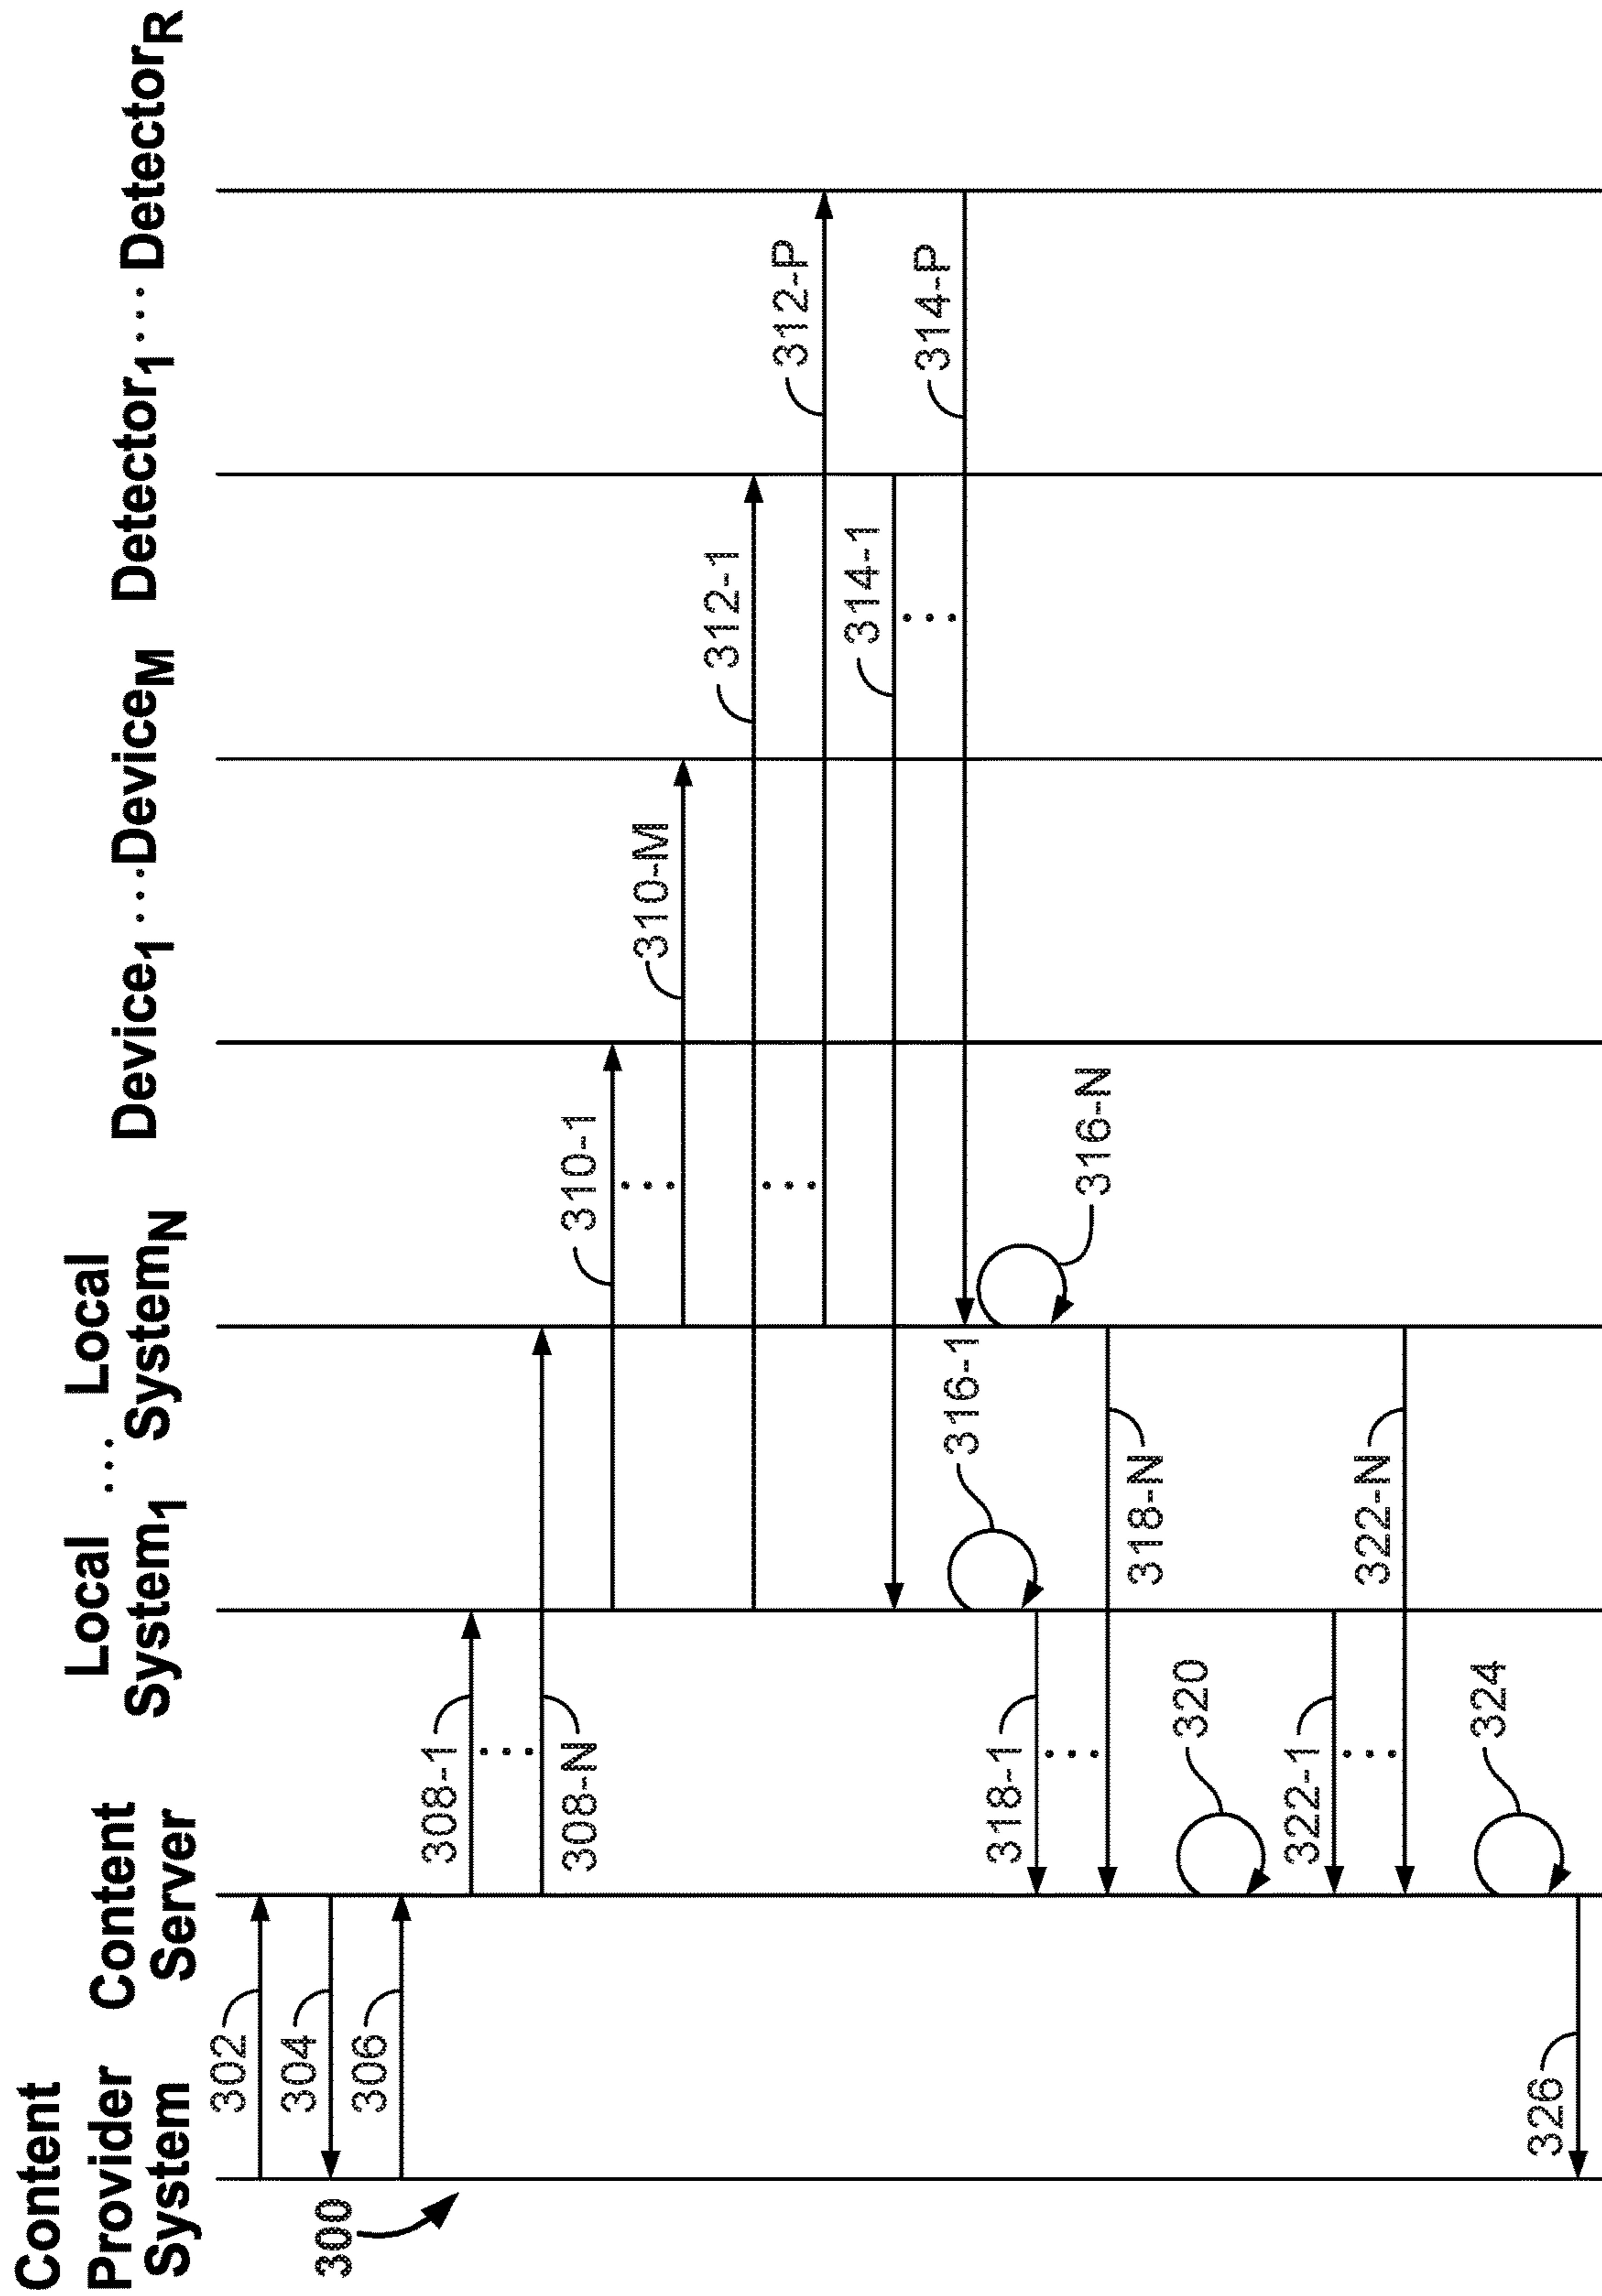 Content
Provider
System
Content
Server
Local
System1
...
Local
SystemN
Device1 ... DeviceM
Detector1 ... DetectorR
300
302
304
306
308-1
...
308-N
310-1
...
310-M
312-1
...
312-P
314-1
...
314-P
316-1
316-N
318-1
...
318-N
320
322-1
...
322-N
324
326